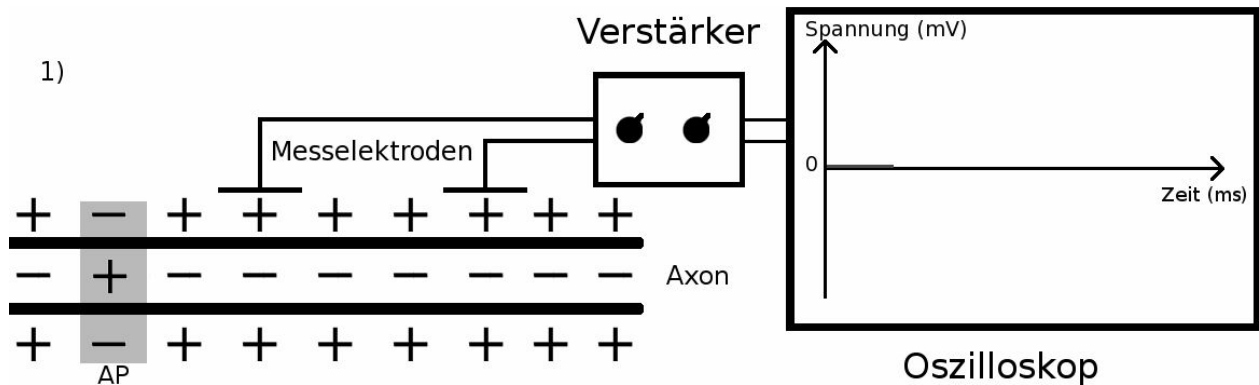 1)
Verstärker
Spannung (mV)
Messelektroden
0
Zeit (ms)
+ − + + + + + + +
− + − − − − − − −
Axon
+ − + + + + + + +
AP
Oszilloskop